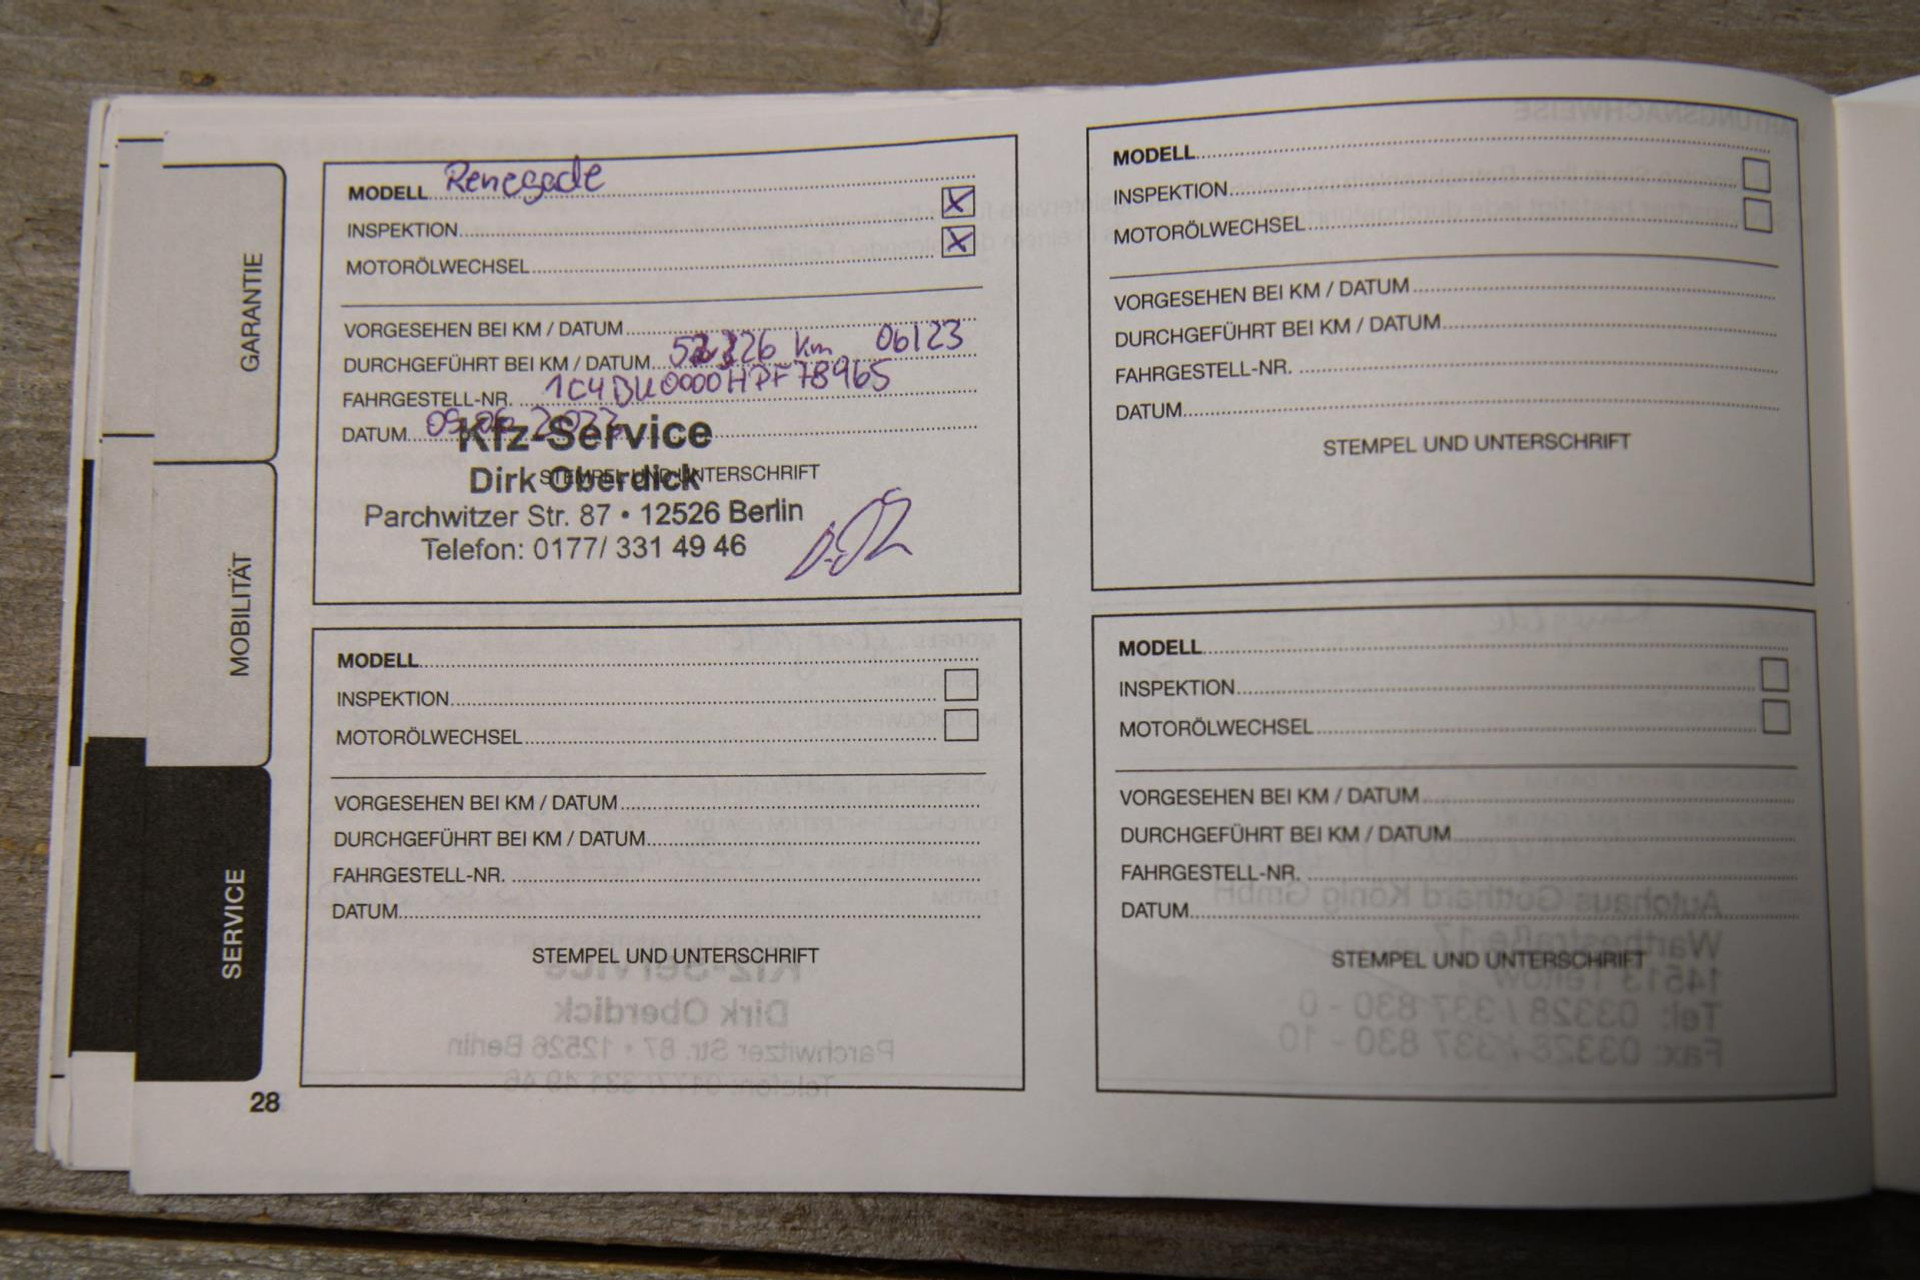 GARANTIE
MOBILITÄT
SERVICE
MODELL Renegade
INSPEKTION X
MOTORÖLWECHSEL X
VORGESEHEN BEI KM / DATUM
DURCHGEFÜHRT BEI KM / DATUM km 06/23
FAHRGESTELL-NR. 1C4BU0000HPF78965
DATUM
Kfz-Service
STEMPEL UND UNTERSCHRIFT
Dirk Oberdick
Parchwitzer Str. 87 • 12526 Berlin
Telefon: 0177/ 331 49 46
MODELL
INSPEKTION
MOTORÖLWECHSEL
VORGESEHEN BEI KM / DATUM
DURCHGEFÜHRT BEI KM / DATUM
FAHRGESTELL-NR.
DATUM
STEMPEL UND UNTERSCHRIFT
MODELL
INSPEKTION
MOTORÖLWECHSEL
VORGESEHEN BEI KM / DATUM
DURCHGEFÜHRT BEI KM / DATUM
FAHRGESTELL-NR.
DATUM
STEMPEL UND UNTERSCHRIFT
MODELL
INSPEKTION
MOTORÖLWECHSEL
VORGESEHEN BEI KM / DATUM
DURCHGEFÜHRT BEI KM / DATUM
FAHRGESTELL-NR.
DATUM
STEMPEL UND UNTERSCHRIFT
28